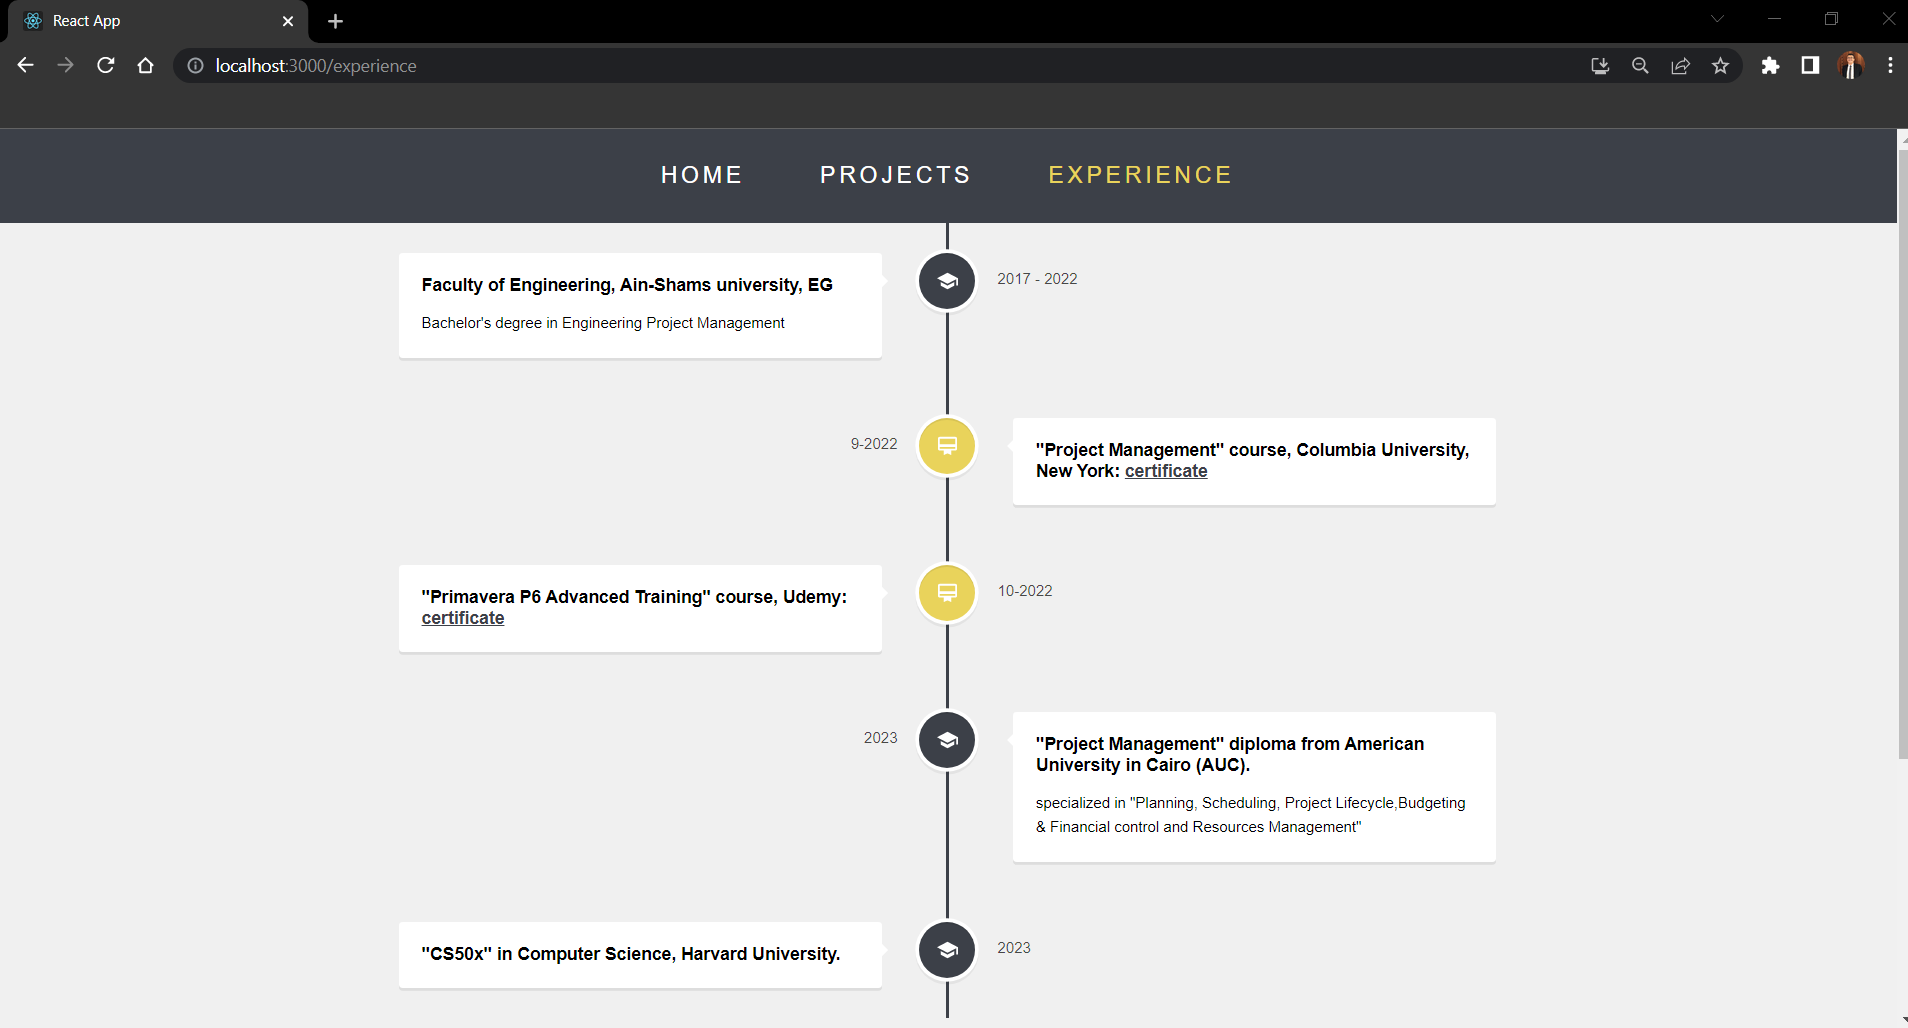 React App
localhost:3000/experience
HOME PROJECTS EXPERIENCE
Faculty of Engineering, Ain-Shams university, EG
Bachelor's degree in Engineering Project Management
2017 - 2022
9-2022
"Project Management" course, Columbia University,
New York: certificate
"Primavera P6 Advanced Training" course, Udemy:
certificate
10-2022
2023
"Project Management" diploma from American
University in Cairo (AUC).
specialized in "Planning, Scheduling, Project Lifecycle,Budgeting
& Financial control and Resources Management"
"CS50x" in Computer Science, Harvard University.
2023